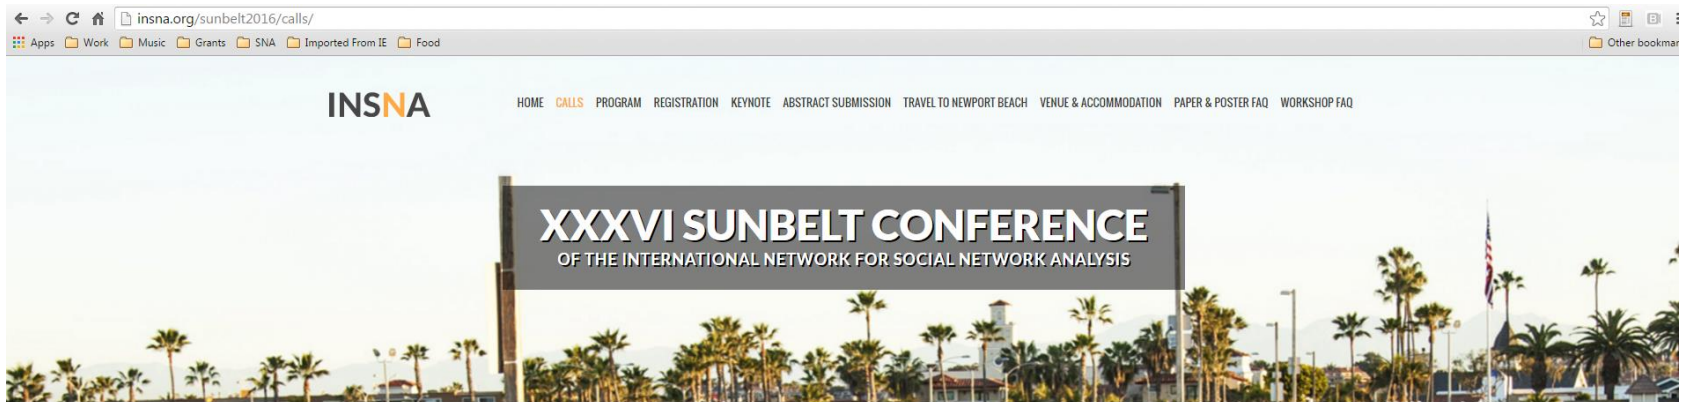 insna.org/sunbelt2016/calls/
Apps Work Music Grants SNA Imported From IE Food Other bookmar
INSNA HOME CALLS PROGRAM REGISTRATION KEYNOTE ABSTRACT SUBMISSION TRAVEL TO NEWPORT BEACH VENUE & ACCOMMODATION PAPER & POSTER FAQ WORKSHOP FAQ
XXXVI SUNBELT CONFERENCE
OF THE INTERNATIONAL NETWORK FOR SOCIAL NETWORK ANALYSIS